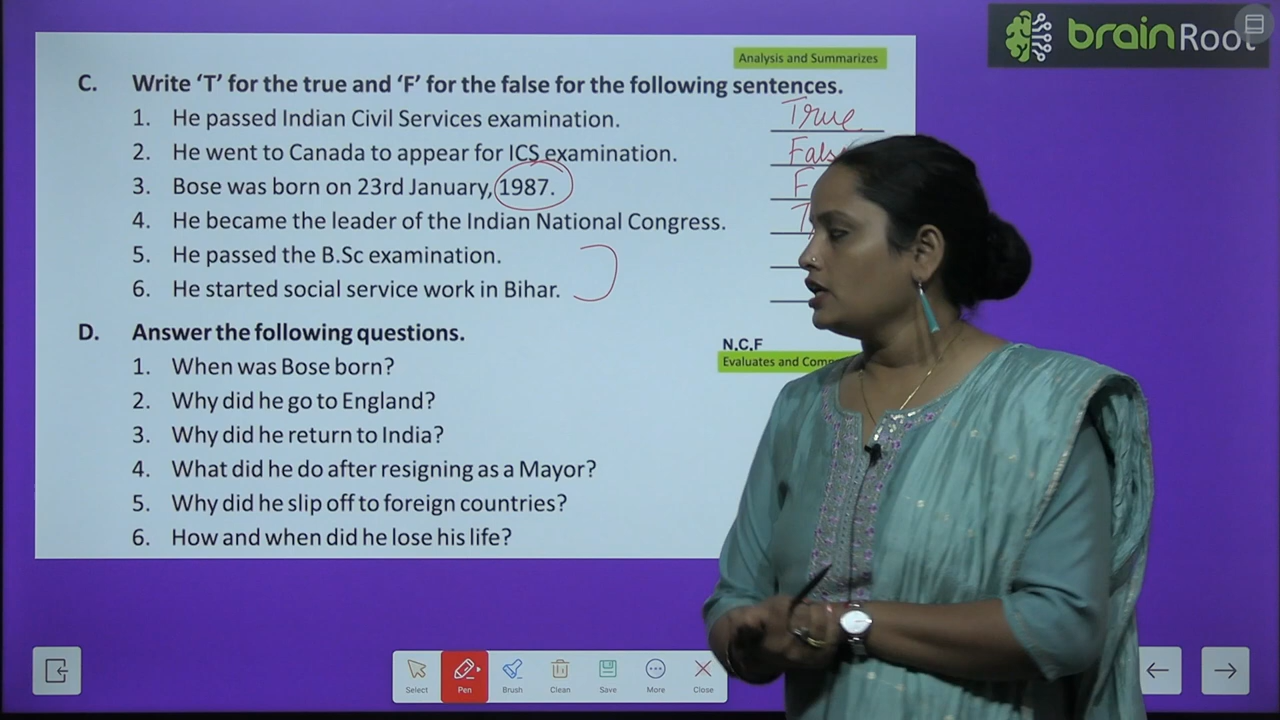 brainRoot
Analysis and Summarizes
C. Write ‘T’ for the true and ‘F’ for the false for the following sentences.
1. He passed Indian Civil Services examination. True
2. He went to Canada to appear for ICS examination.
3. Bose was born on 23rd January, 1987. F
4. He became the leader of the Indian National Congress. T
5. He passed the B.Sc examination.
6. He started social service work in Bihar.
D. Answer the following questions.
N.C.F
Evaluates and
1. When was Bose born?
2. Why did he go to England?
3. Why did he return to India?
4. What did he do after resigning as a Mayor?
5. Why did he slip off to foreign countries?
6. How and when did he lose his life?
Select Pen Brush Clean Save More Close